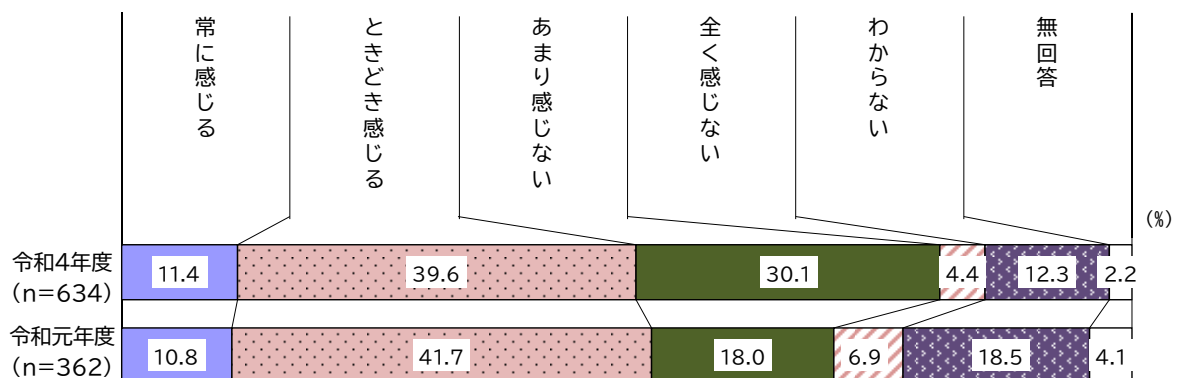 常に感じる
ときどき感じる
あまり感じない
全く感じない
わからない
無回答
(%)
令和4年度
(n=634)
11.4
39.6
30.1
4.4
12.3
2.2
令和元年度
(n=362)
10.8
41.7
18.0
6.9
18.5
4.1